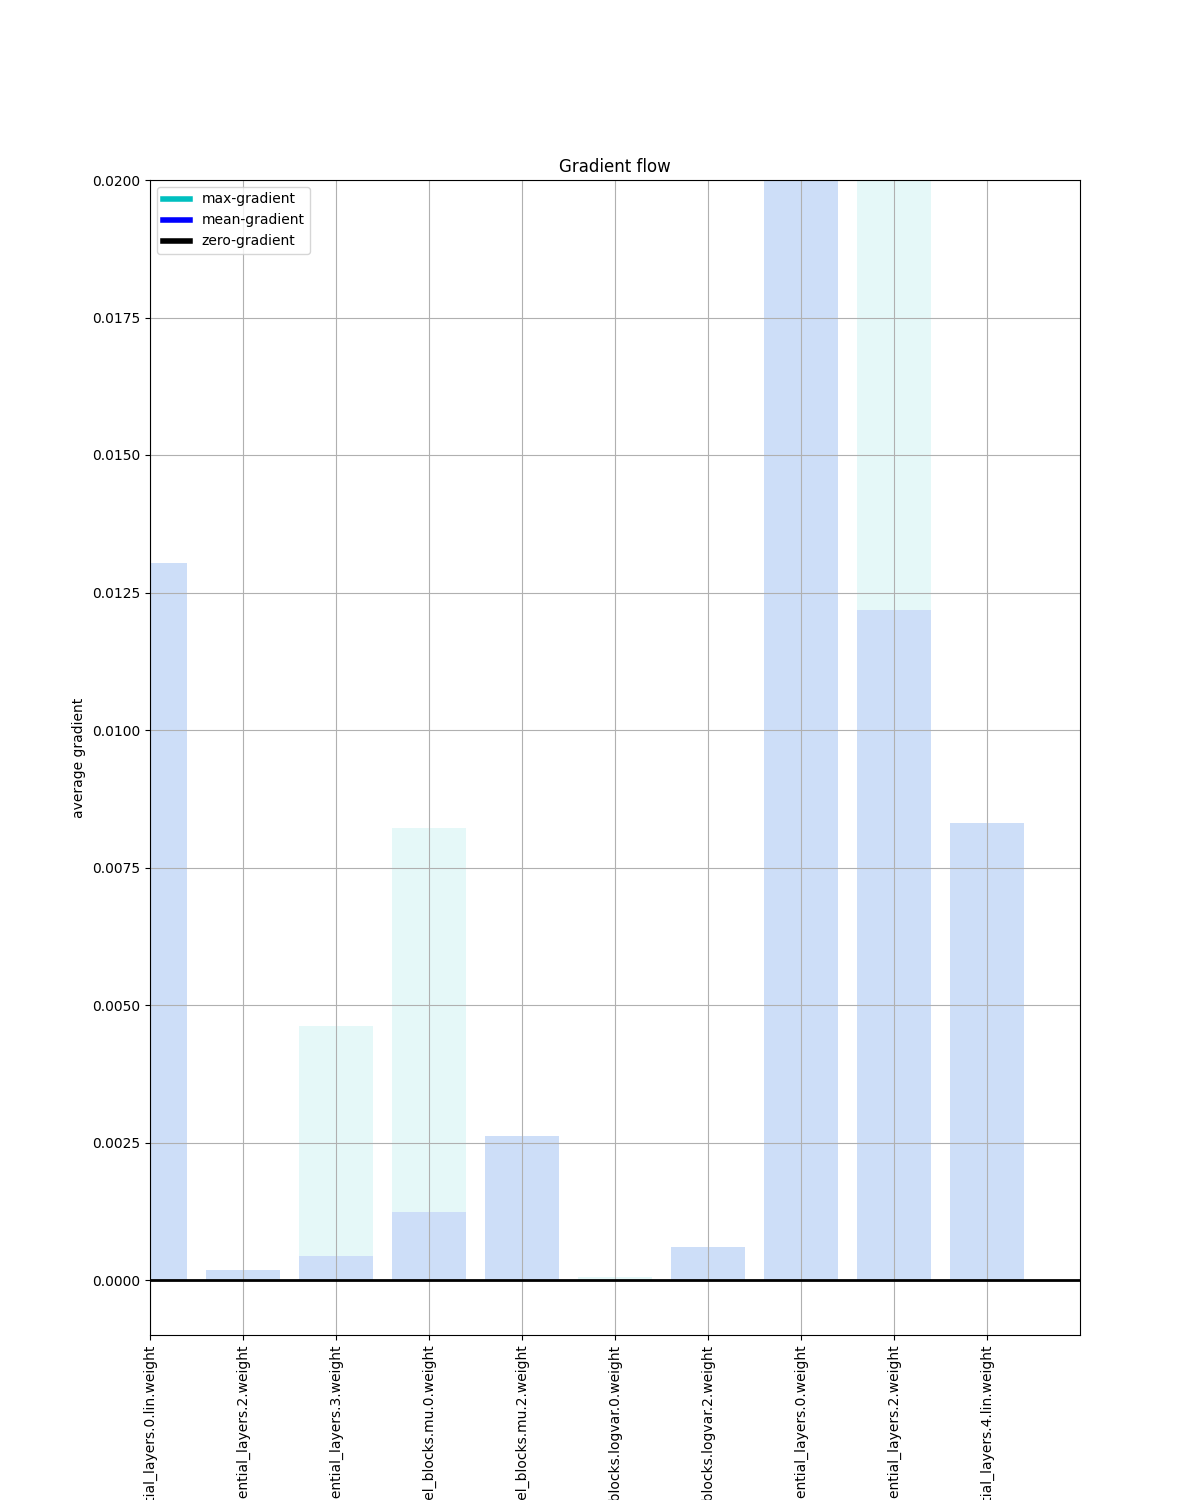 Gradient flow
max-gradient
mean-gradient
zero-gradient
0.0200
0.0175
0.0150
0.0125
0.0100
0.0075
0.0050
0.0025
0.0000
average gradient
tial_layers.0.lin.weight
ential_layers.2.weight
ential_layers.3.weight
el_blocks.mu.0.weight
el_blocks.mu.2.weight
blocks.logvar.0.weight
blocks.logvar.2.weight
ential_layers.0.weight
ential_layers.2.weight
tial_layers.4.lin.weight